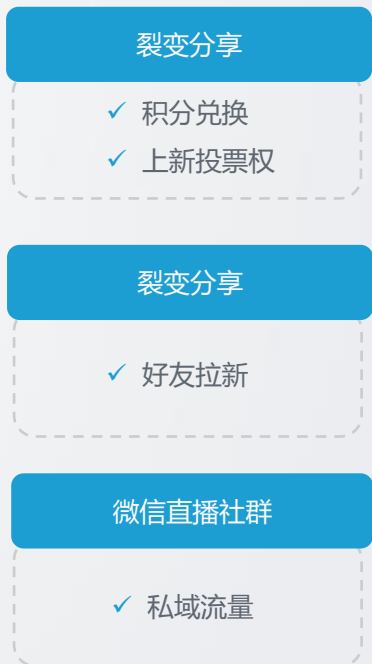 裂变分享
积分兑换
上新投票权
裂变分享
好友拉新
微信直播社群
私域流量